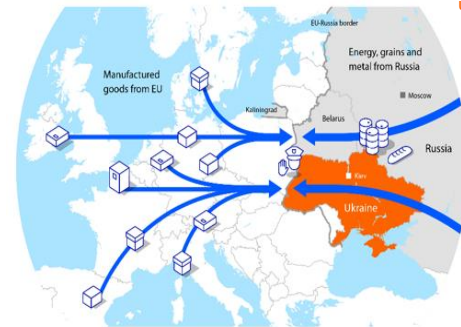 EU-Russia border
Manufactured
goods from EU
Energy, grains and
metal from Russia
Moscow
Kaliningrad
Belarus
Russia
Kiev
Ukraine